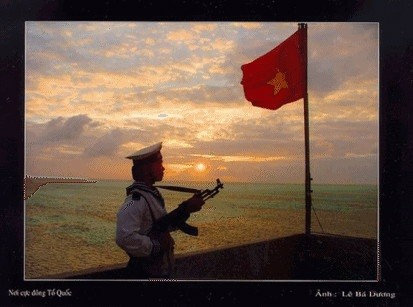 Nơi cực đông Tổ Quốc
Ảnh : Lê Bá Dương